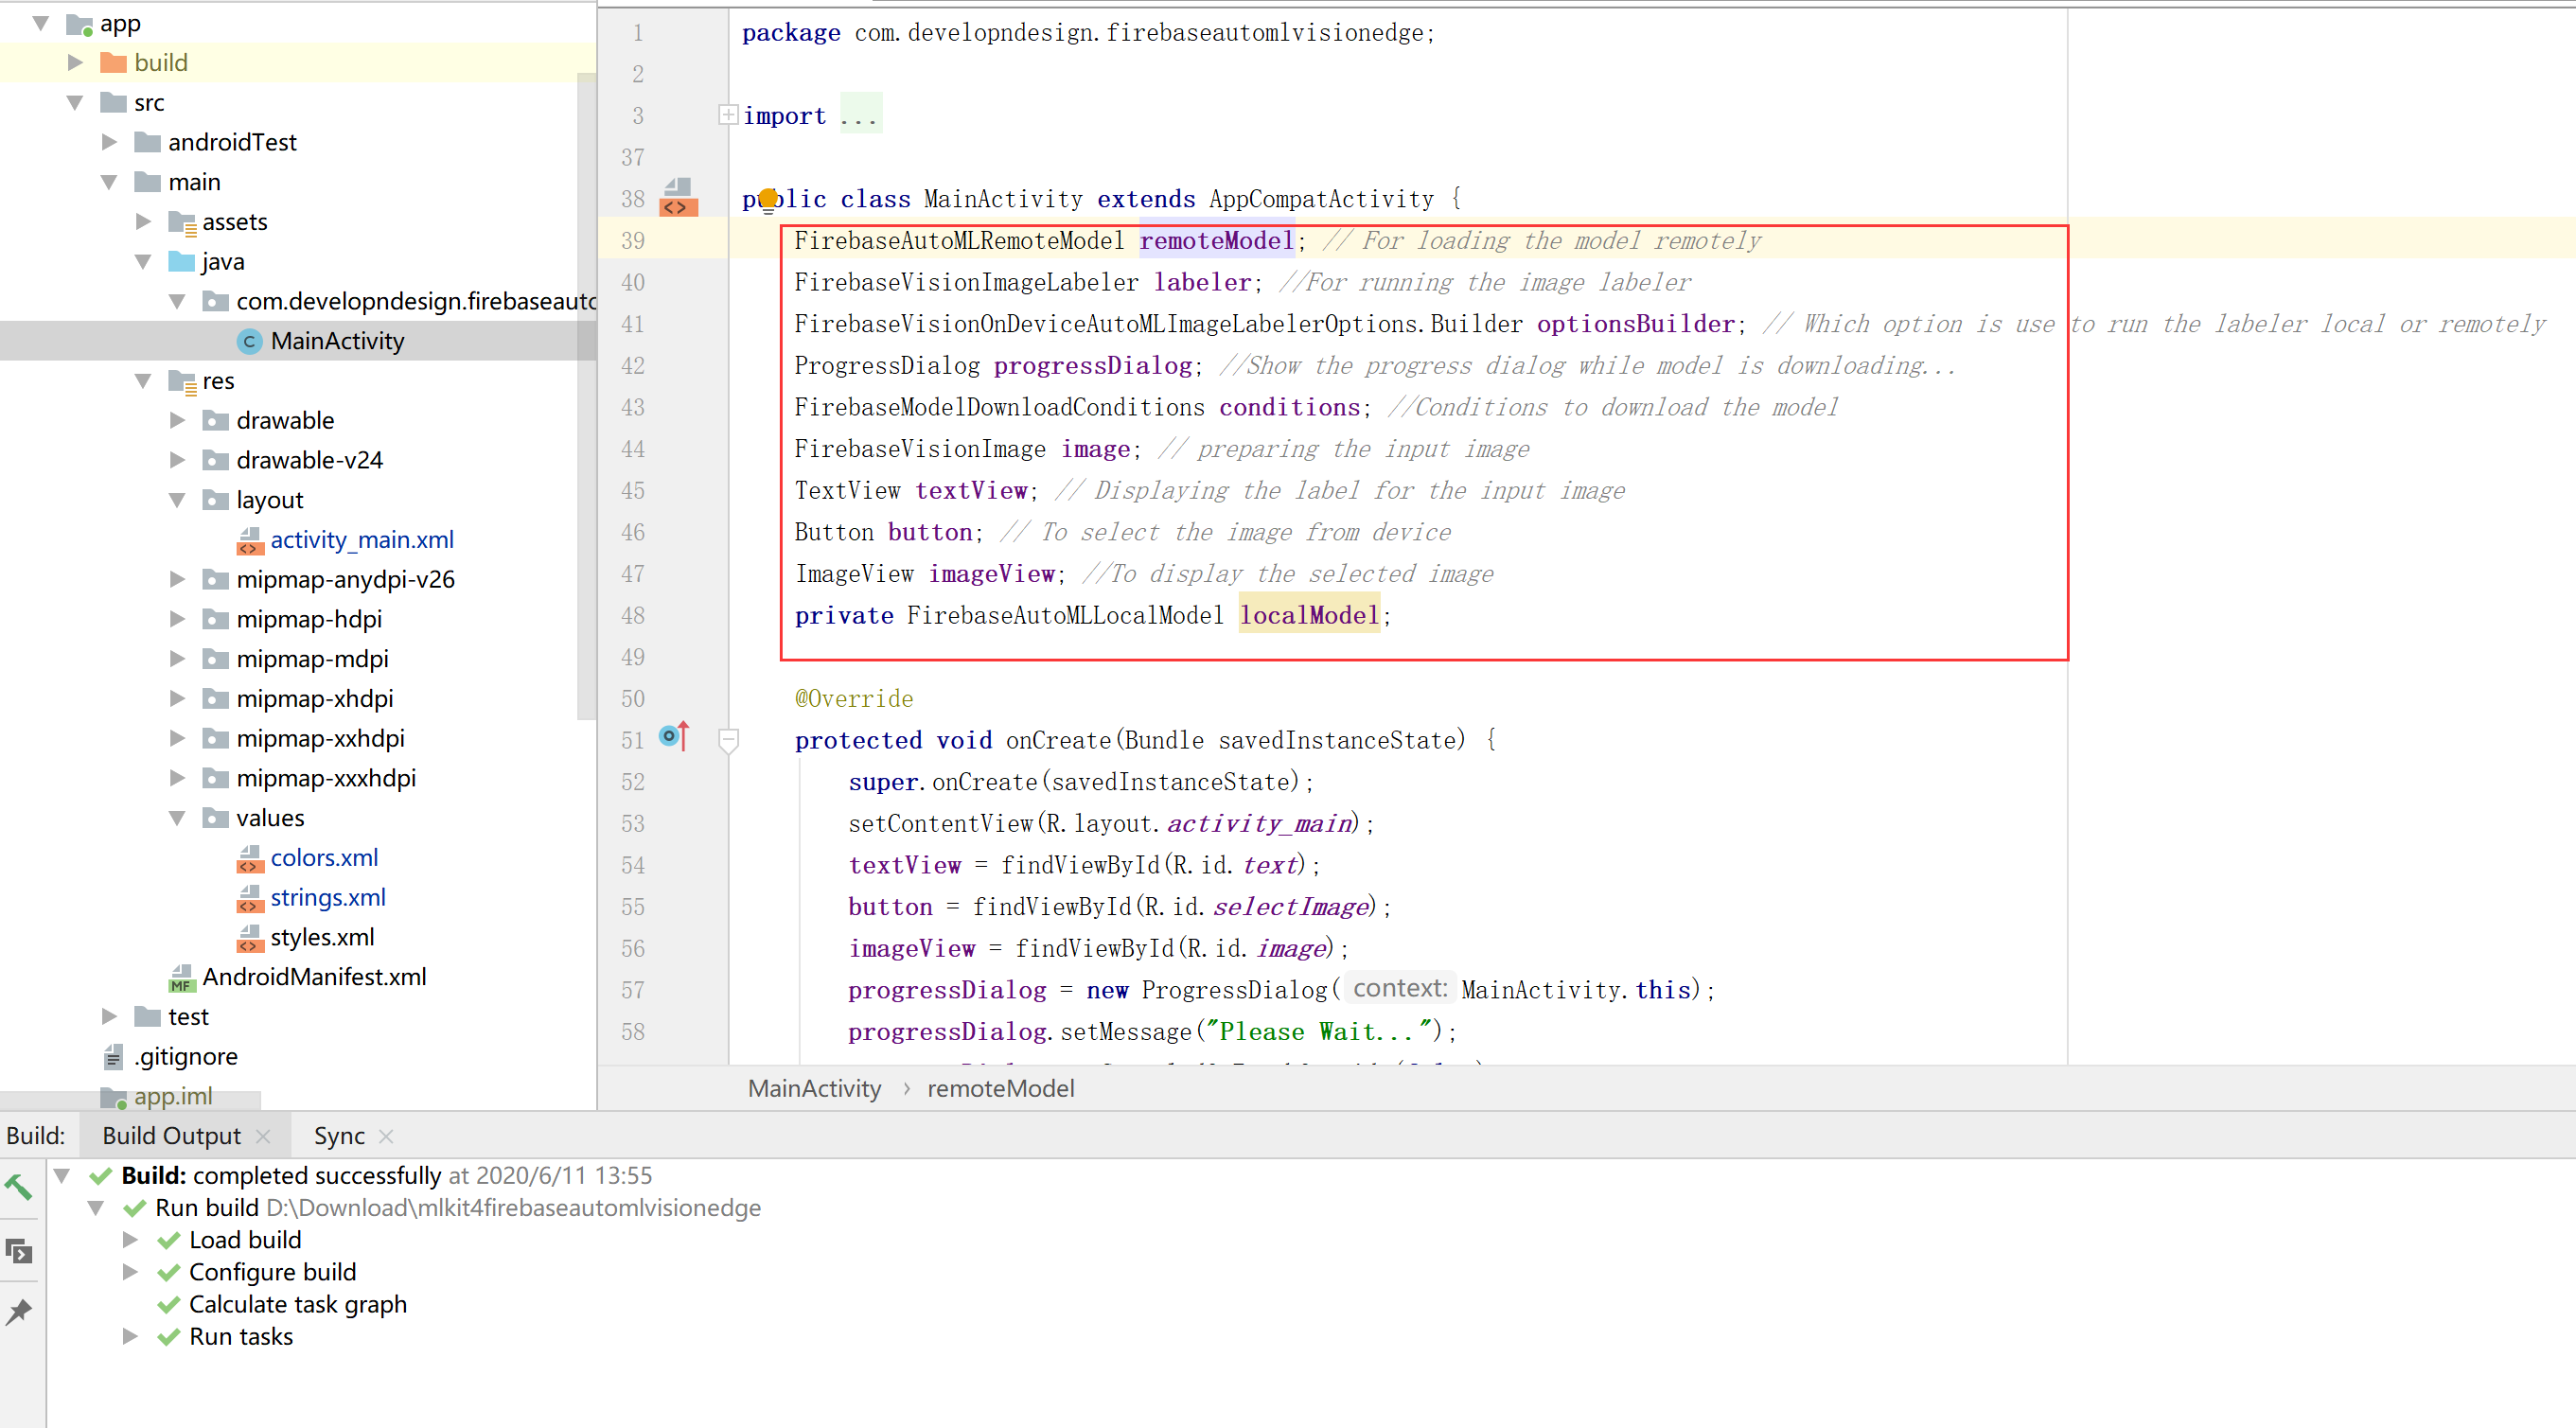 app
build
src
androidTest
main
assets
java
com.developndesign.firebaseauto
MainActivity
res
drawable
drawable-v24
layout
activity_main.xml
mipmap-anydpi-v26
mipmap-hdpi
mipmap-mdpi
mipmap-xhdpi
mipmap-xxhdpi
mipmap-xxxhdpi
values
colors.xml
strings.xml
styles.xml
AndroidManifest.xml
test
.gitignore
app.iml
1 package com.developndesign.firebaseautomlvisionedge;
2
3 import ...
37
38 public class MainActivity extends AppCompatActivity {
39 FirebaseAutoMLRemoteModel remoteModel; // For loading the model remotely
40 FirebaseVisionImageLabeler labeler; //For running the image labeler
41 FirebaseVisionOnDeviceAutoMLImageLabelerOptions.Builder optionsBuilder; // Which option is use to run the labeler local or remotely
42 ProgressDialog progressDialog; //Show the progress dialog while model is downloading...
43 FirebaseModelDownloadConditions conditions; //Conditions to download the model
44 FirebaseVisionImage image; // preparing the input image
45 TextView textView; // Displaying the label for the input image
46 Button button; // To select the image from device
47 ImageView imageView; //To display the selected image
48 private FirebaseAutoMLLocalModel localModel;
49
50 @Override
51 protected void onCreate(Bundle savedInstanceState) {
52 super.onCreate(savedInstanceState);
53 setContentView(R.layout.activity_main);
54 textView = findViewById(R.id.text);
55 button = findViewById(R.id.selectImage);
56 imageView = findViewById(R.id.image);
57 progressDialog = new ProgressDialog( context: MainActivity.this);
58 progressDialog.setMessage("Please Wait...");
MainActivity › remoteModel
Build: Build Output Sync
Build: completed successfully at 2020/6/11 13:55
Run build D:\Download\mlkit4firebaseautomlvisionedge
Load build
Configure build
Calculate task graph
Run tasks